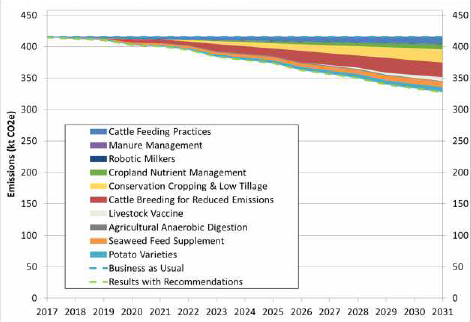 450 450
400 400
350 350
300 300
250 250
200 200
150 150
100 100
50 50
0 0
Emissions (kt CO2e)
Cattle Feeding Practices
Manure Management
Robotic Milkers
Cropland Nutrient Management
Conservation Cropping & Low Tillage
Cattle Breeding for Reduced Emissions
Livestock Vaccine
Agricultural Anaerobic Digestion
Seaweed Feed Supplement
Potato Varieties
Business as Usual
Results with Recommendations
2017 2018 2019 2020 2021 2022 2023 2024 2025 2026 2027 2028 2029 2030 2031